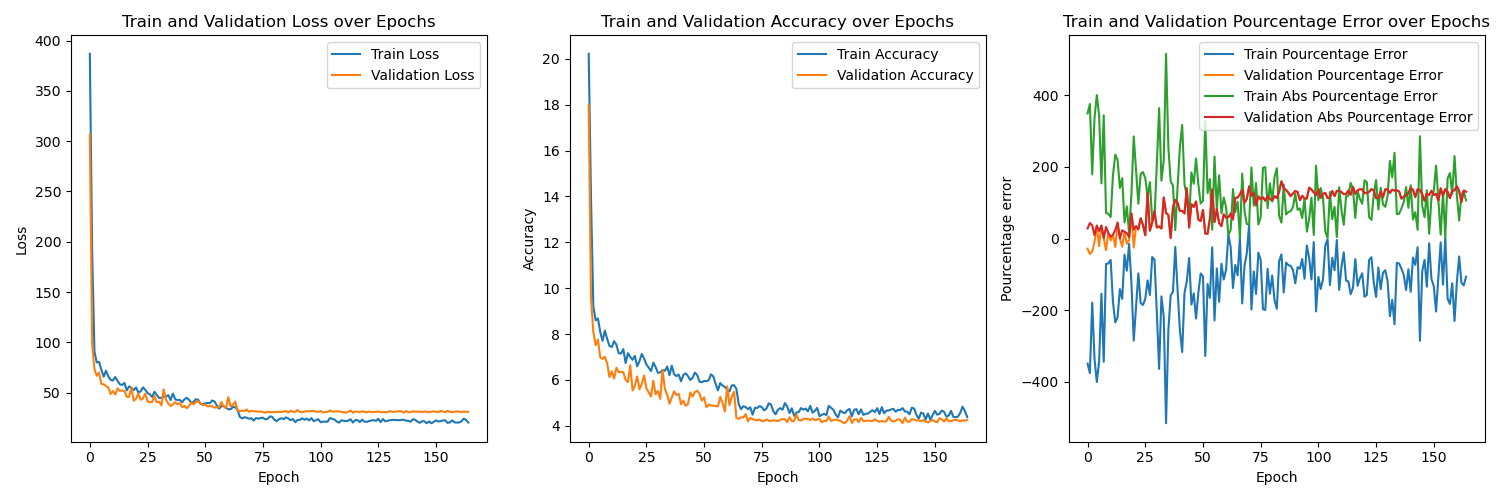 Train and Validation Loss over Epochs
400
350
300
250
200
150
100
50
Loss
0
25
50
75
100
125
150
Epoch
Train Loss
Validation Loss
Train and Validation Accuracy over Epochs
20
18
16
14
12
10
8
6
4
Accuracy
0
25
50
75
100
125
150
Epoch
Train Accuracy
Validation Accuracy
Train and Validation Pourcentage Error over Epochs
400
200
0
−200
−400
Pourcentage error
0
25
50
75
100
125
150
Epoch
Train Pourcentage Error
Validation Pourcentage Error
Train Abs Pourcentage Error
Validation Abs Pourcentage Error